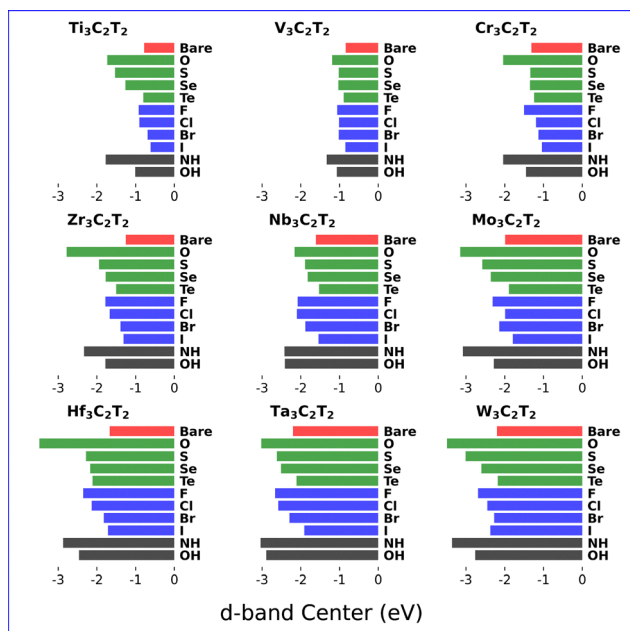 Ti₃C₂T₂
Bare
O
S
Se
Te
F
Cl
Br
I
NH
OH
-3 -2 -1 0
V₃C₂T₂
Bare
O
S
Se
Te
F
Cl
Br
I
NH
OH
-3 -2 -1 0
Cr₃C₂T₂
Bare
O
S
Se
Te
F
Cl
Br
I
NH
OH
-3 -2 -1 0
Zr₃C₂T₂
Bare
O
S
Se
Te
F
Cl
Br
I
NH
OH
-3 -2 -1 0
Nb₃C₂T₂
Bare
O
S
Se
Te
F
Cl
Br
I
NH
OH
-3 -2 -1 0
Mo₃C₂T₂
Bare
O
S
Se
Te
F
Cl
Br
I
NH
OH
-3 -2 -1 0
Hf₃C₂T₂
Bare
O
S
Se
Te
F
Cl
Br
I
NH
OH
-3 -2 -1 0
Ta₃C₂T₂
Bare
O
S
Se
Te
F
Cl
Br
I
NH
OH
-3 -2 -1 0
W₃C₂T₂
Bare
O
S
Se
Te
F
Cl
Br
I
NH
OH
-3 -2 -1 0
d-band Center (eV)